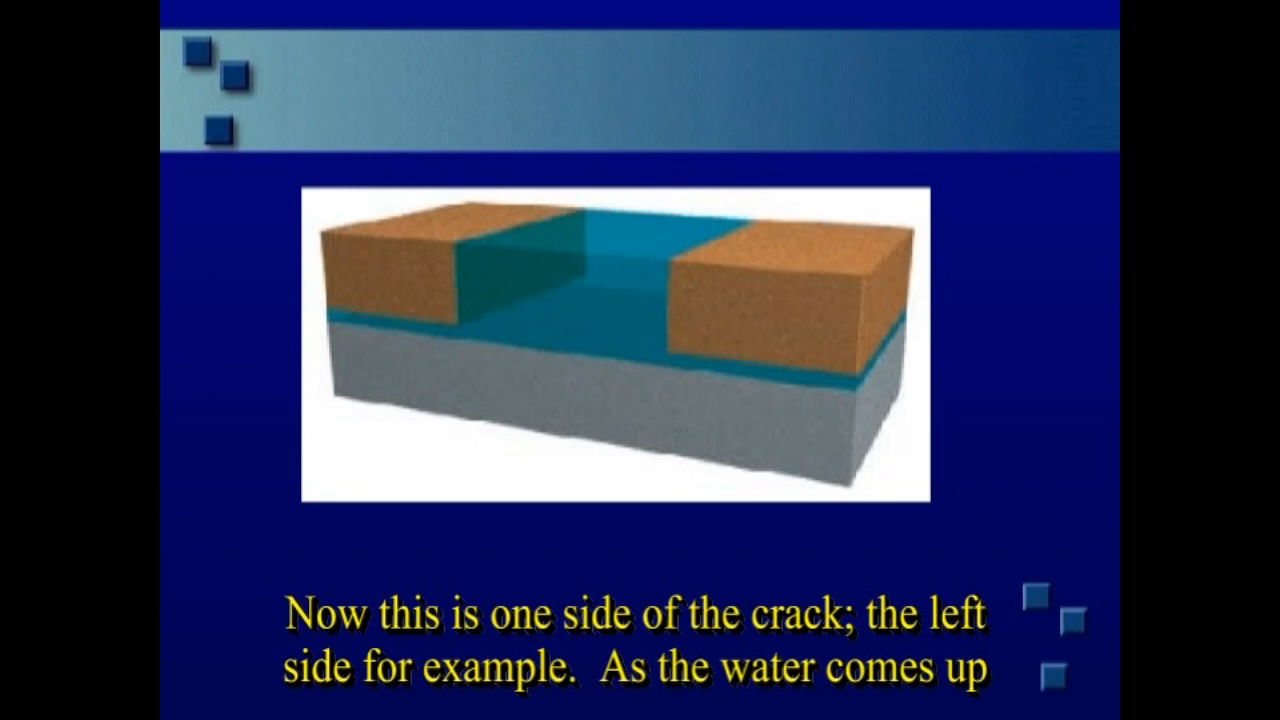 Now this is one side of the crack; the left
side for example.  As the water comes up